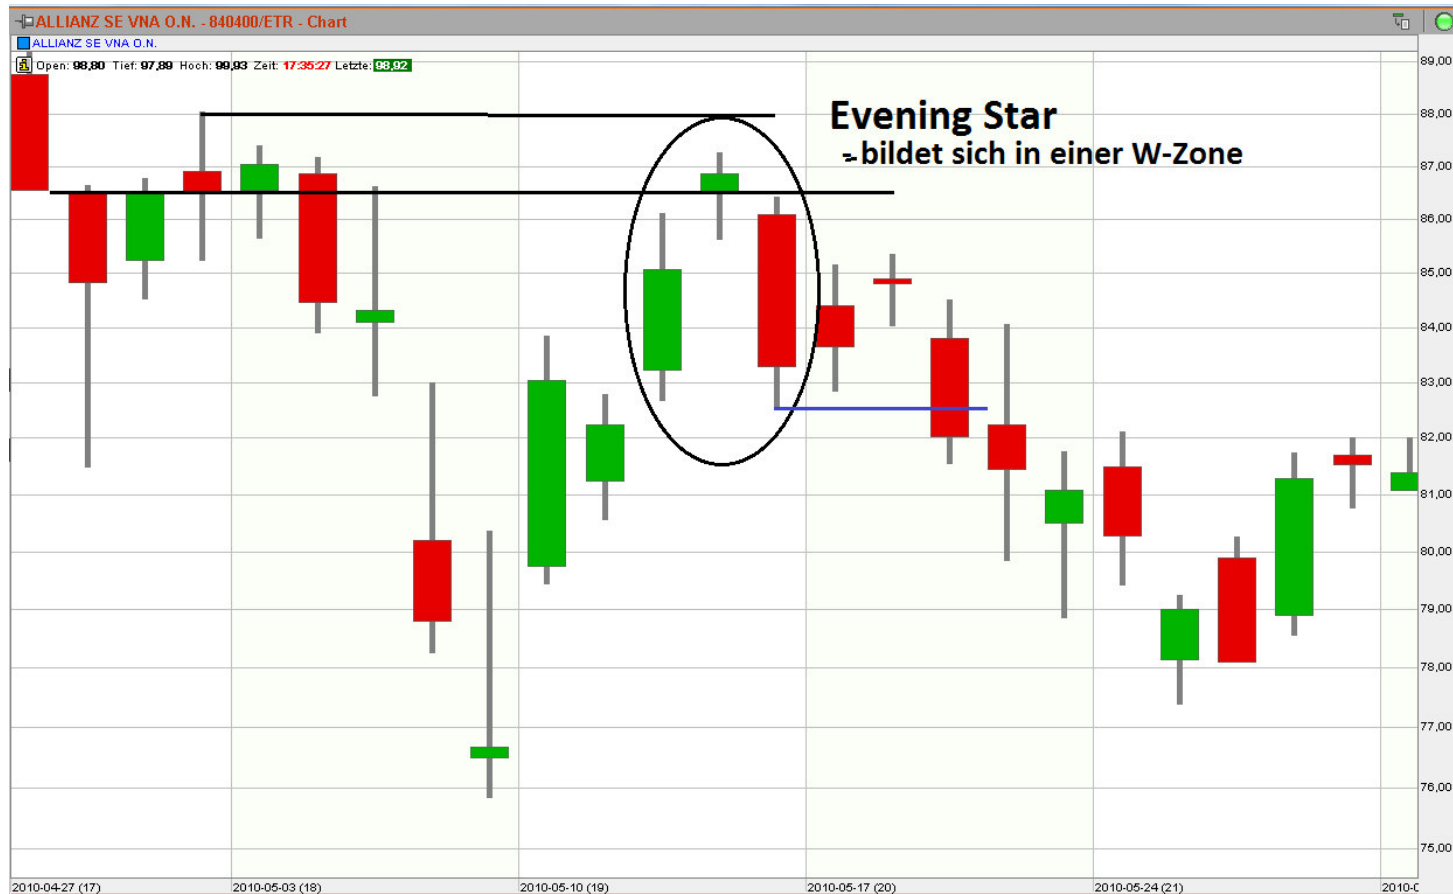 ALLIANZ SE VNA O.N. - 840400/ETR - Chart
ALLIANZ SE VNA O.N.
Open: 98,80 Tief: 97,89 Hoch: 99,93 Zeit: 17:35:27 Letzte: 98,92
Evening Star
- bildet sich in einer W-Zone
89,00
88,00
87,00
86,00
85,00
84,00
83,00
82,00
81,00
80,00
79,00
78,00
77,00
76,00
75,00
2010-04-27 (17) 2010-05-03 (18) 2010-05-10 (19) 2010-05-17 (20) 2010-05-24 (21) 2010-0